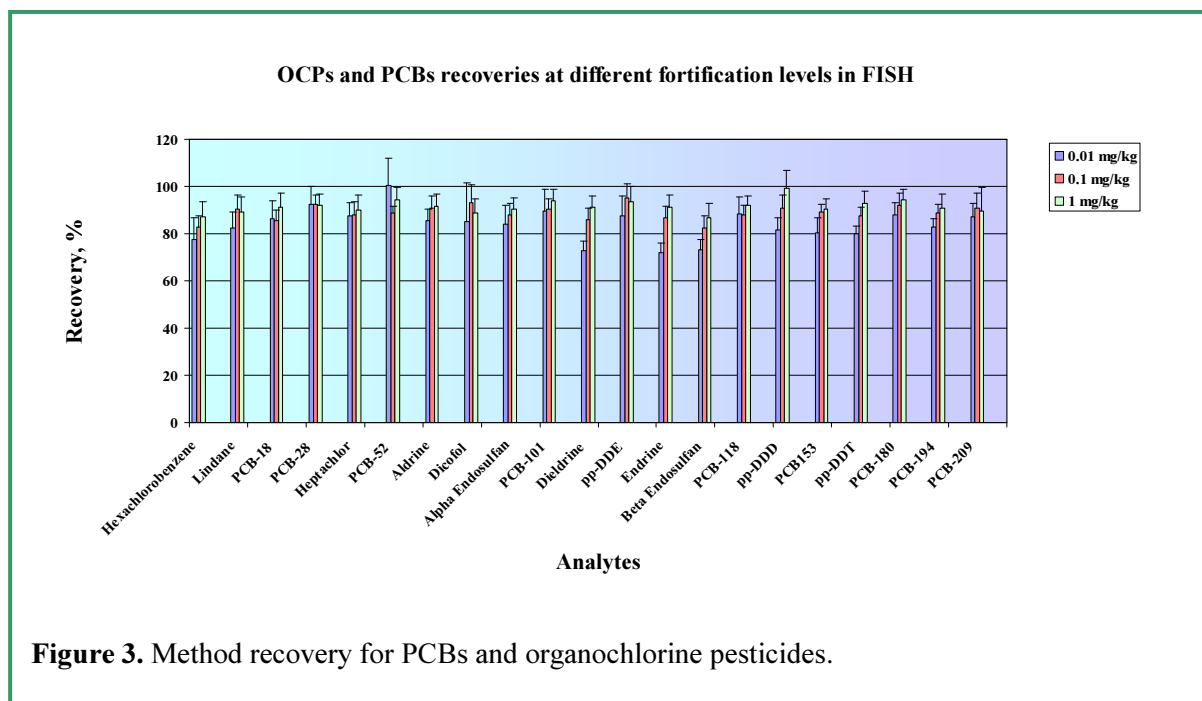 OCPs and PCBs recoveries at different fortification levels in FISH
120
100
80
60
40
20
0
Recovery, %
0.01 mg/kg
0.1 mg/kg
1 mg/kg
Hexachlorobenzene
Lindane
PCB-18
PCB-28
Heptachlor
PCB-52
Aldrine
Dicofol
Alpha Endosulfan
PCB-101
Dieldrine
pp-DDE
Endrine
Beta Endosulfan
PCB-118
pp-DDD
PCB153
pp-DDT
PCB-180
PCB-194
PCB-209
Analytes
Figure 3. Method recovery for PCBs and organochlorine pesticides.